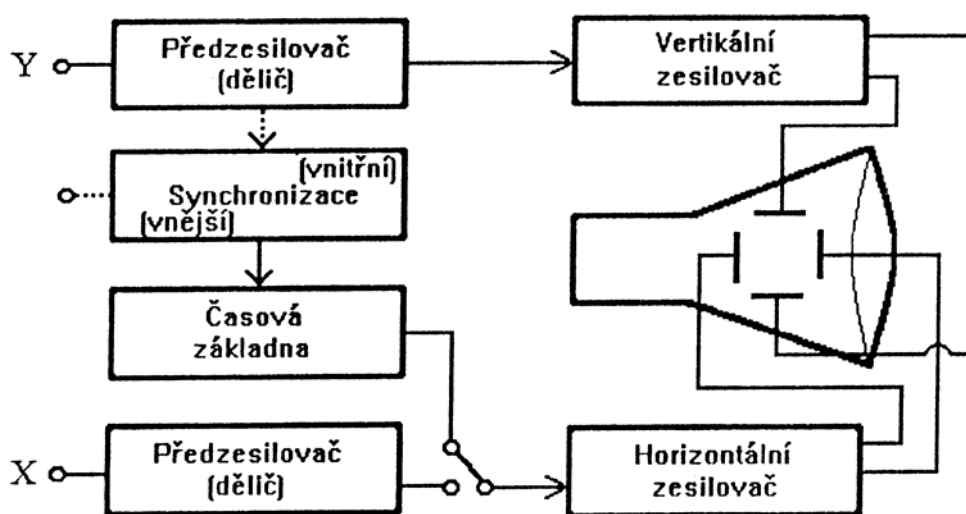 Y
Předzesilovač
(dělič)
Vertikální
zesilovač
(vnitřní)
Synchronizace
(vnější)
Časová
základna
X
Předzesilovač
(dělič)
Horizontální
zesilovač